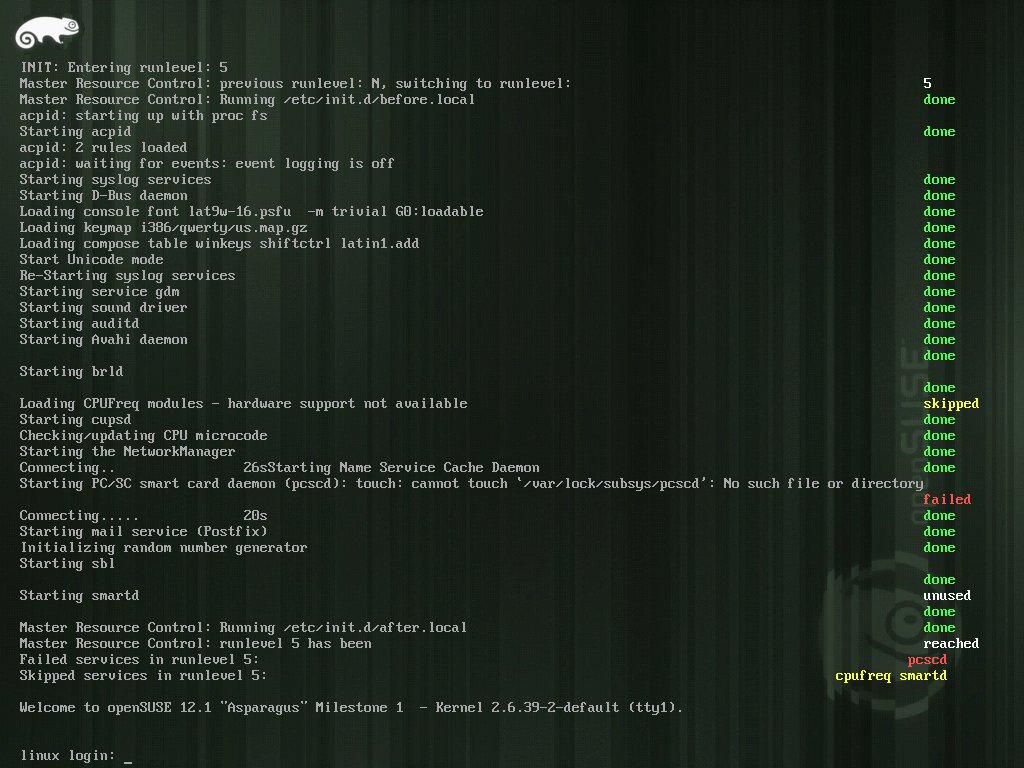 INIT: Entering runlevel: 5
Master Resource Control: previous runlevel: N, switching to runlevel: 5
Master Resource Control: Running /etc/init.d/before.local done
acpid: starting up with proc fs
Starting acpid done
acpid: 2 rules loaded
acpid: waiting for events: event logging is off
Starting syslog services done
Starting D-Bus daemon done
Loading console font lat9w-16.psfu  -m trivial G0:loadable done
Loading keymap i386/qwerty/us.map.gz done
Loading compose table winkeys shiftctrl latin1.add done
Start Unicode mode done
Re-Starting syslog services done
Starting service gdm done
Starting sound driver done
Starting auditd done
Starting Avahi daemon done
done
Starting brld
done
Loading CPUFreq modules - hardware support not available skipped
Starting cupsd done
Checking/updating CPU microcode done
Starting the NetworkManager done
Connecting.. 26sStarting Name Service Cache Daemon done
Starting PC/SC smart card daemon (pcscd): touch: cannot touch `/var/lock/subsys/pcscd': No such file or directory
failed
Connecting..... 20s done
Starting mail service (Postfix) done
Initializing random number generator done
Starting sbl
done
Starting smartd unused
done
Master Resource Control: Running /etc/init.d/after.local done
Master Resource Control: runlevel 5 has been reached
Failed services in runlevel 5: pcscd
Skipped services in runlevel 5: cpufreq smartd
Welcome to openSUSE 12.1 "Asparagus" Milestone 1  - Kernel 2.6.39-2-default (tty1).
linux login: _
openSUSE